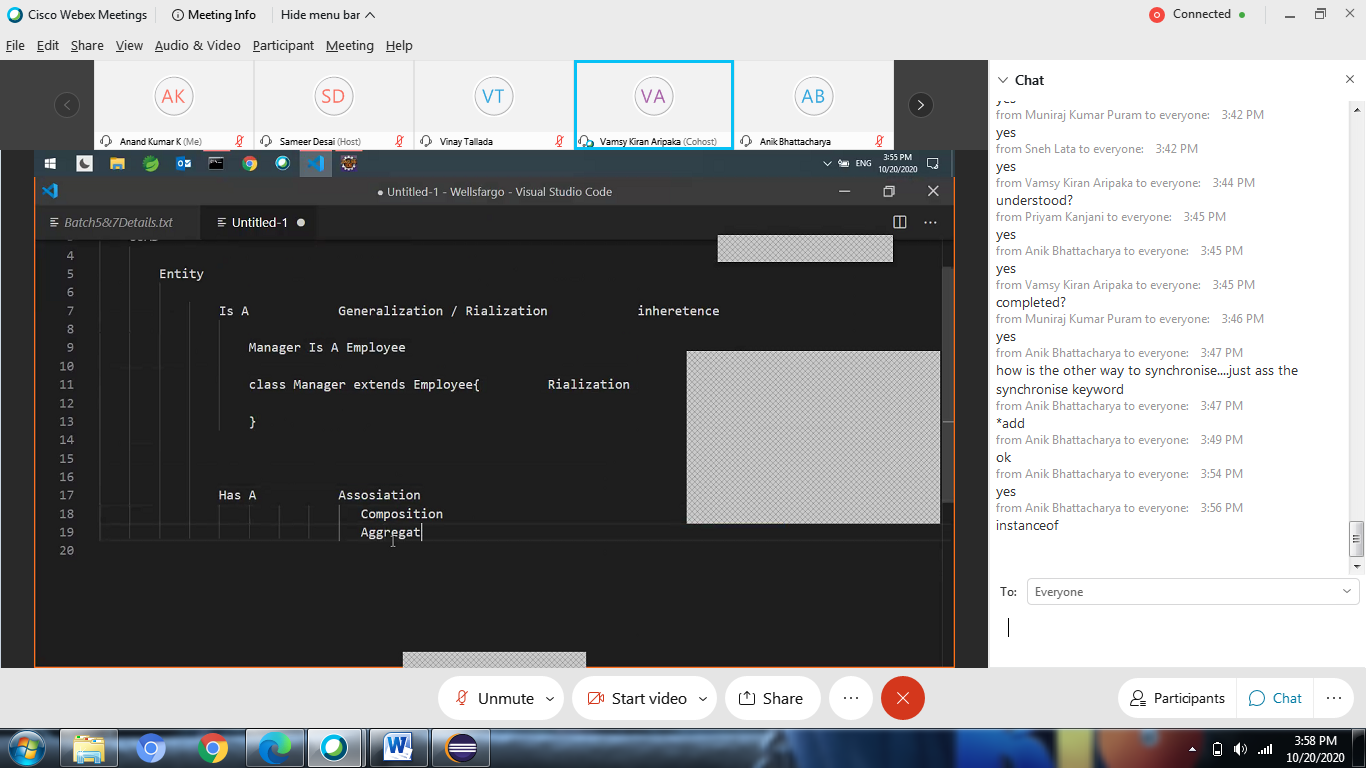 Cisco Webex Meetings
Meeting Info
Hide menu bar
Connected
File Edit Share View Audio & Video Participant Meeting Help
AK
SD
VT
VA
AB
Anand Kumar K (Me)
Sameer Desai (Host)
Vinay Tallada
Vamsy Kiran Aripaka (Cohost)
Anik Bhattacharya
ENG
3:55 PM
10/20/2020
● Untitled-1 - Wellsfargo - Visual Studio Code
Batch5&7Details.txt
Untitled-1
4
5 Entity
6
7 Is A Generalization / Rialization inheretence
8
9 Manager Is A Employee
10
11 class Manager extends Employee{ Rialization
12
13 }
14
15
16
17 Has A Assosiation
18 Composition
19 Aggregat
20
Chat
yes
from Muniraj Kumar Puram to everyone: 3:42 PM
yes
from Sneh Lata to everyone: 3:42 PM
yes
from Vamsy Kiran Aripaka to everyone: 3:44 PM
understood?
from Priyam Kanjani to everyone: 3:45 PM
yes
from Anik Bhattacharya to everyone: 3:45 PM
yes
from Vamsy Kiran Aripaka to everyone: 3:45 PM
completed?
from Muniraj Kumar Puram to everyone: 3:46 PM
yes
from Anik Bhattacharya to everyone: 3:47 PM
how is the other way to synchronise....just ass the
synchronise keyword
from Anik Bhattacharya to everyone: 3:47 PM
*add
from Anik Bhattacharya to everyone: 3:49 PM
ok
from Anik Bhattacharya to everyone: 3:54 PM
yes
from Anik Bhattacharya to everyone: 3:56 PM
instanceof
To: Everyone
Unmute
Start video
Share
Participants
Chat
3:58 PM
10/20/2020